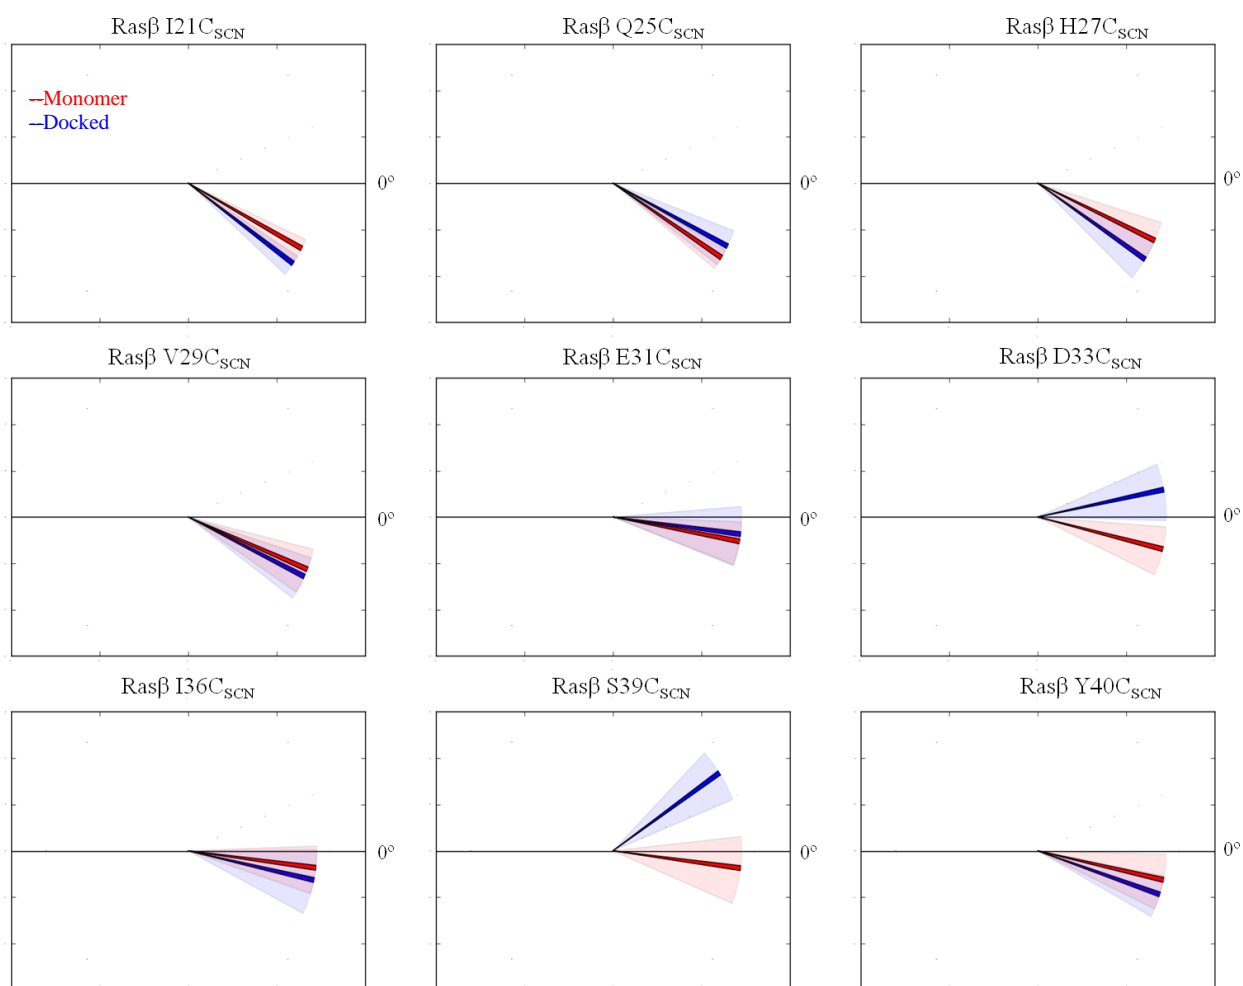 Rasβ I21C_SCN
Rasβ Q25C_SCN
Rasβ H27C_SCN
--Monomer
--Docked
0°
0°
0°
Rasβ V29C_SCN
Rasβ E31C_SCN
Rasβ D33C_SCN
0°
0°
0°
Rasβ I36C_SCN
Rasβ S39C_SCN
Rasβ Y40C_SCN
0°
0°
0°